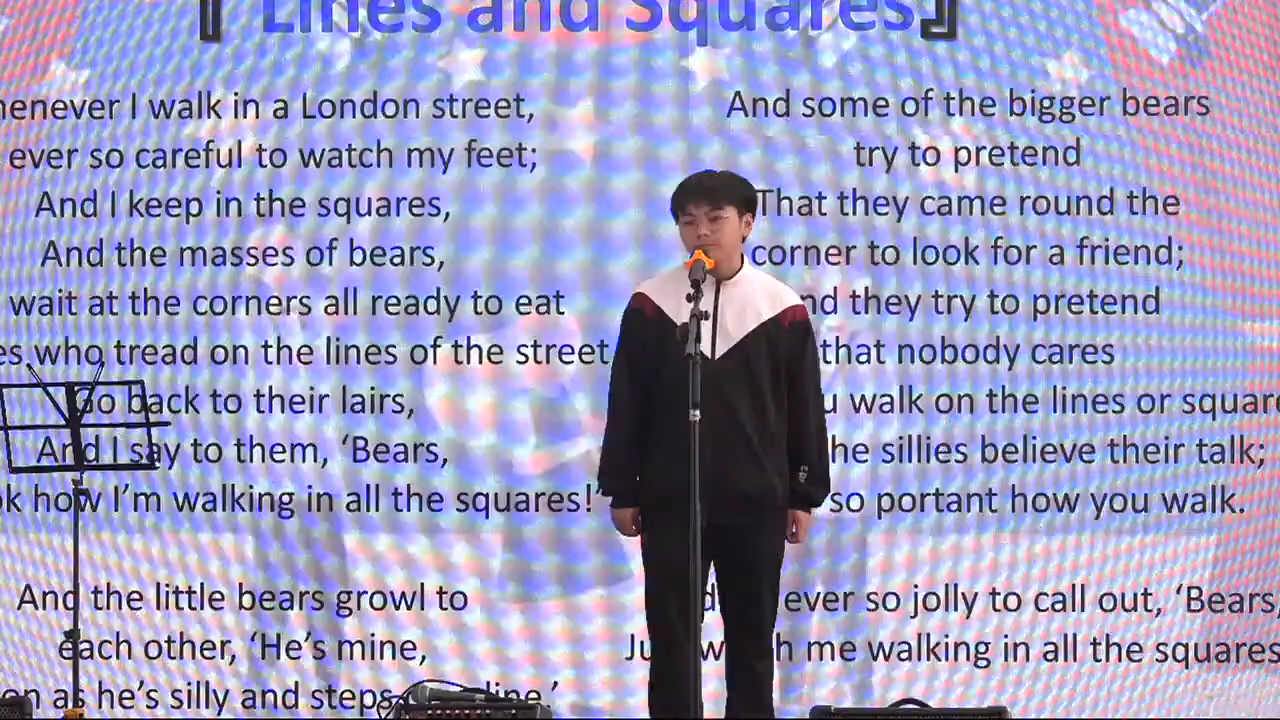 『Lines and Squares』
I walk in a London street,
ever so careful to watch my feet;
And I keep in the squares,
And the masses of bears,
wait at the corners all ready to eat
who tread on the lines of the street
Go back to their lairs,
And I say to them, ‘Bears,
how I’m walking in all the squares!’
And the little bears growl to
each other, ‘He’s mine,
as he’s silly and steps line.’
And some of the bigger bears
try to pretend
That they came round the
corner to look for a friend;
they try to pretend
that nobody cares
walk on the lines or
sillies believe their talk;
so portant how you walk.
ever so jolly to call out, ‘Bears,
me walking in all the squares